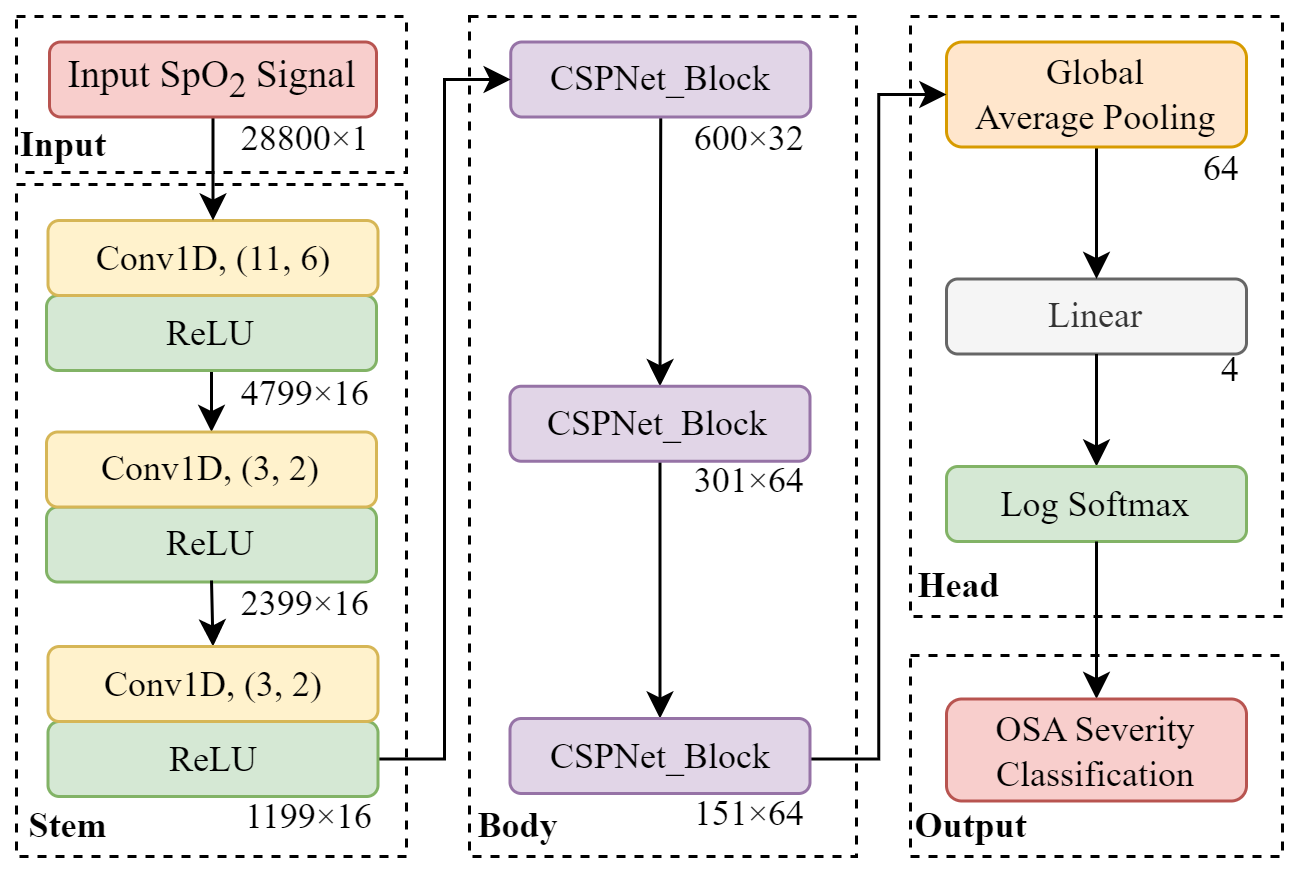 Input SpO₂ Signal
28800×1
Input
Conv1D, (11, 6)
ReLU
4799×16
Conv1D, (3, 2)
ReLU
2399×16
Conv1D, (3, 2)
ReLU
1199×16
Stem
CSPNet_Block
600×32
CSPNet_Block
301×64
CSPNet_Block
151×64
Body
Global
Average Pooling
64
Linear
4
Log Softmax
Head
OSA Severity
Classification
Output